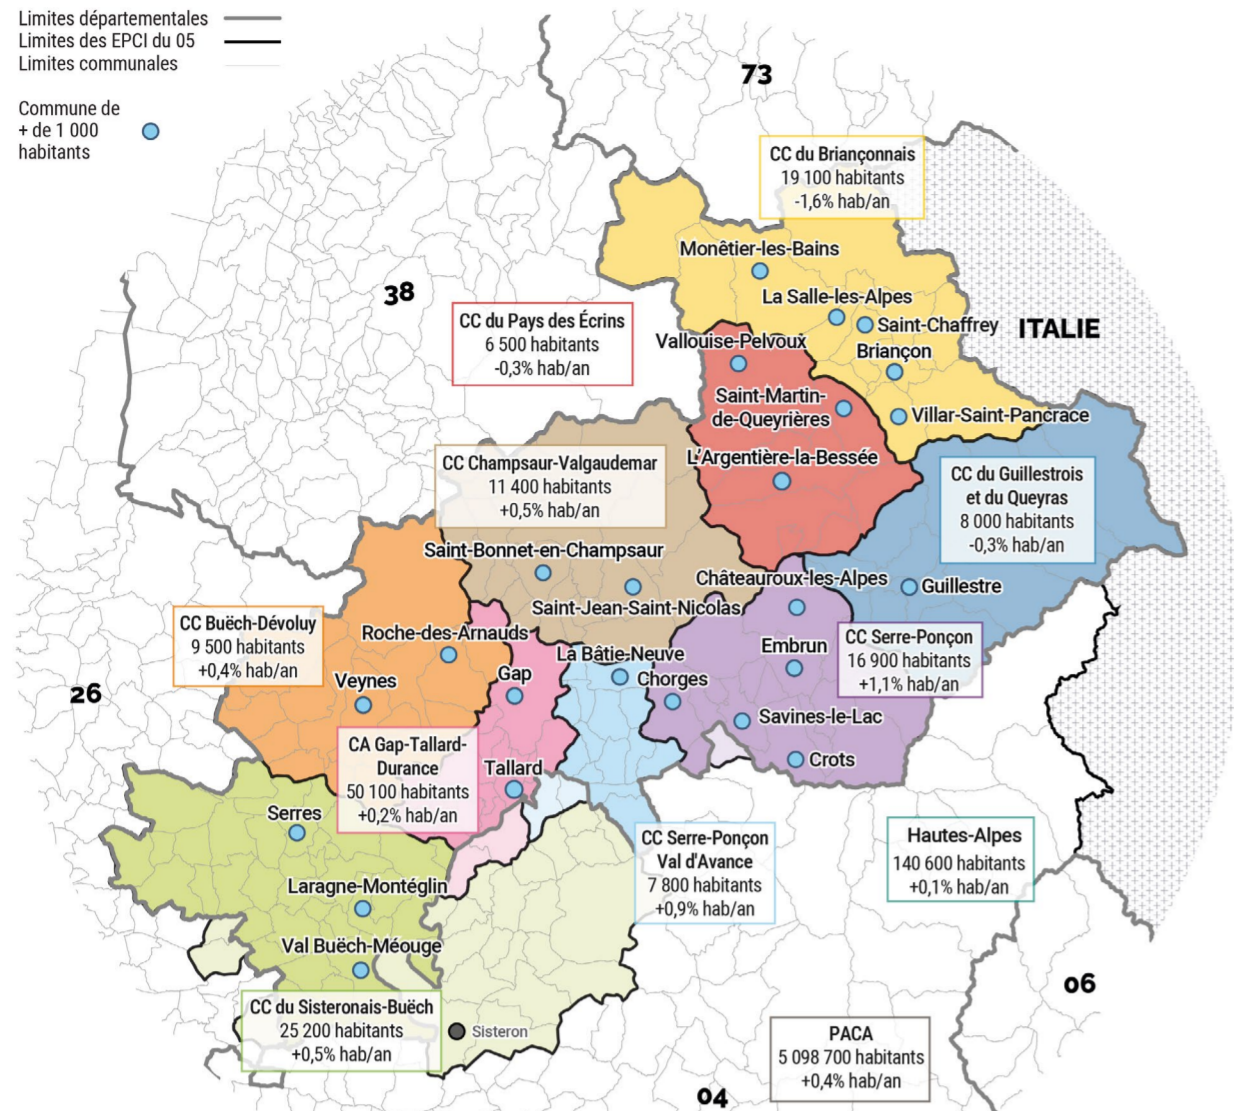 Limites départementales
Limites des EPCI du 05
Limites communales
Commune de
+ de 1 000
habitants
73
CC du Briançonnais
19 100 habitants
-1,6% hab/an
Monêtier-les-Bains
38
La Salle-les-Alpes
CC du Pays des Écrins
6 500 habitants
-0,3% hab/an
Saint-Chaffrey
ITALIE
Vallouise-Pelvoux
Briançon
Saint-Martin-
de-Queyrières
Villar-Saint-Pancrace
L'Argentière-la-Bessée
CC Champsaur-Valgaudemar
11 400 habitants
+0,5% hab/an
CC du Guillestrois
et du Queyras
8 000 habitants
-0,3% hab/an
Saint-Bonnet-en-Champsaur
Châteauroux-les-Alpes
Guillestre
Saint-Jean-Saint-Nicolas
CC Buëch-Dévoluy
9 500 habitants
+0,4% hab/an
Roche-des-Arnauds
La Bâtie-Neuve
Embrun
CC Serre-Ponçon
16 900 habitants
+1,1% hab/an
26
Veynes
Gap
Chorges
Savines-le-Lac
CA Gap-Tallard-
Durance
50 100 habitants
+0,2% hab/an
Tallard
Crots
Serres
CC Serre-Ponçon
Val d'Avance
7 800 habitants
+0,9% hab/an
Hautes-Alpes
140 600 habitants
+0,1% hab/an
Laragne-Montéglin
Val Buëch-Méouge
06
CC du Sisteronais-Buëch
25 200 habitants
+0,5% hab/an
Sisteron
PACA
5 098 700 habitants
+0,4% hab/an
04